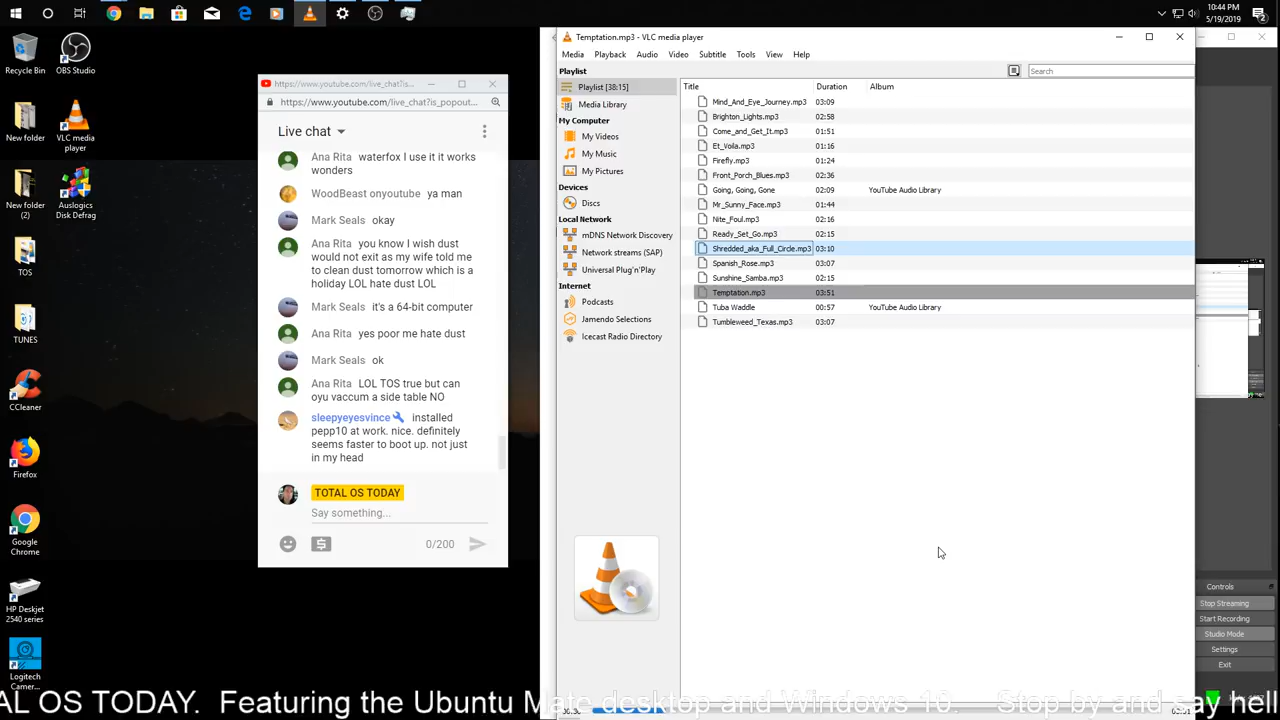 10:44 PM
5/19/2019
2
Recycle Bin
OBS Studio
New folder
VLC media
player
New folder
(2)
Auslogics
Disk Defrag
TOS
TUNES
CCleaner
Firefox
Google
Chrome
HP Deskjet
2540 series
Logitech
Camer...
https://www.youtube.com/live_chat?is...
https://www.youtube.com/live_chat?is_popout...
Live chat
Ana Rita waterfox I use it it works
wonders
WoodBeast onyoutube ya man
Mark Seals okay
Ana Rita you know I wish dust
would not exit as my wife told me
to clean dust tomorrow which is a
holiday LOL hate dust LOL
Mark Seals it's a 64-bit computer
Ana Rita yes poor me hate dust
Mark Seals ok
Ana Rita LOL TOS true but can
oyu vaccum a side table NO
sleepyeyesvince installed
pepp10 at work. nice. definitely
seems faster to boot up. not just
in my head
TOTAL OS TODAY
Say something...
0/200
Temptation.mp3 - VLC media player
Media Playback Audio Video Subtitle Tools View Help
Playlist
Search
Playlist [38:15]
Media Library
My Computer
My Videos
My Music
My Pictures
Devices
Discs
Local Network
mDNS Network Discovery
Network streams (SAP)
Universal Plug'n'Play
Internet
Podcasts
Jamendo Selections
Icecast Radio Directory
Title Duration Album
Mind_And_Eye_Journey.mp3 03:09
Brighton_Lights.mp3 02:58
Come_and_Get_It.mp3 01:51
Et_Voila.mp3 01:16
Firefly.mp3 01:24
Front_Porch_Blues.mp3 02:36
Going, Going, Gone 02:09 YouTube Audio Library
Mr_Sunny_Face.mp3 01:44
Nite_Foul.mp3 02:16
Ready_Set_Go.mp3 02:15
Shredded_aka_Full_Circle.mp3 03:10
Spanish_Rose.mp3 03:07
Sunshine_Samba.mp3 02:15
Temptation.mp3 03:51
Tuba Waddle 00:57 YouTube Audio Library
Tumbleweed_Texas.mp3 03:07
Controls
Stop Streaming
Start Recording
Studio Mode
Settings
Exit
AL OS TODAY. Featuring the Ubuntu Mate desktop and Windows 10. Stop by and say hell